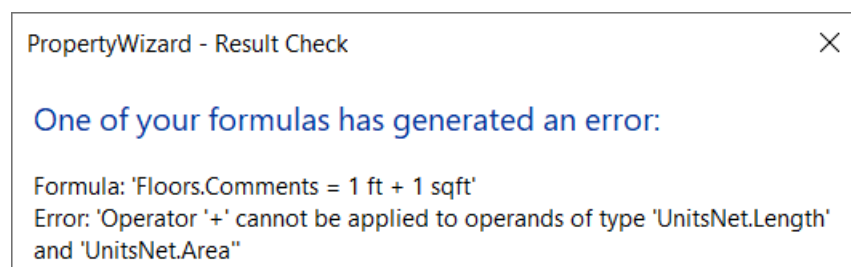 PropertyWizard - Result Check
One of your formulas has generated an error:
Formula: 'Floors.Comments = 1 ft + 1 sqft'
Error: 'Operator '+' cannot be applied to operands of type 'UnitsNet.Length'
and 'UnitsNet.Area''